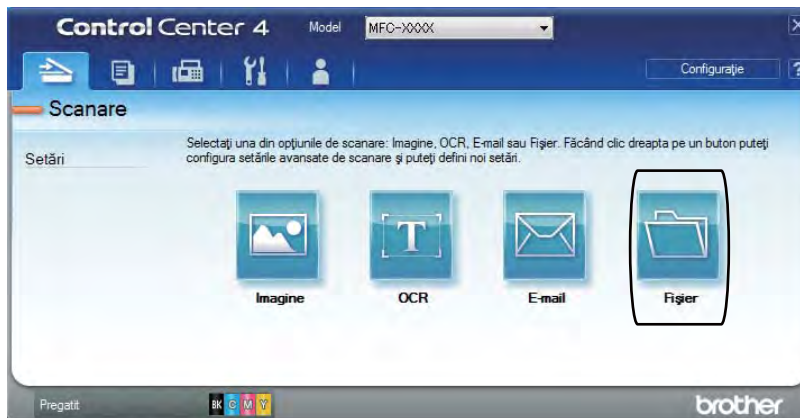 Control Center 4 Model MFC-XXXX
Configurație ?
Scanare
Setări
Selectați una din opțiunile de scanare: Imagine, OCR, E-mail sau Fișier. Făcând clic dreapta pe un buton puteți
configura setările avansate de scanare și puteți defini noi setări.
T
Imagine OCR E-mail Fișier
Pregatit BK C M Y brother